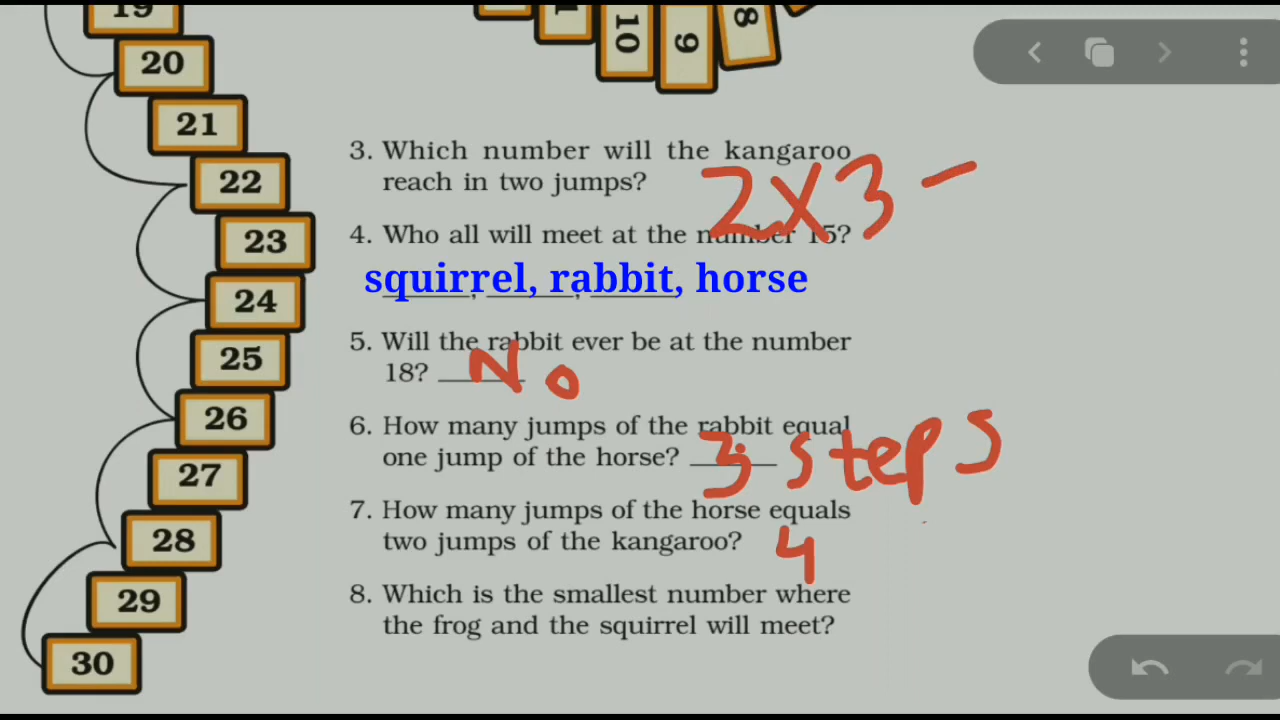 19
20
21
22
23
24
25
26
27
28
29
30
1
10
9
8
3. Which number will the kangaroo
reach in two jumps?
2x3-
4. Who all will meet at the number 15?
squirrel, rabbit, horse
5. Will the rabbit ever be at the number
18? No
6. How many jumps of the rabbit equal
one jump of the horse? 3 steps
7. How many jumps of the horse equals
two jumps of the kangaroo? 4
8. Which is the smallest number where
the frog and the squirrel will meet?